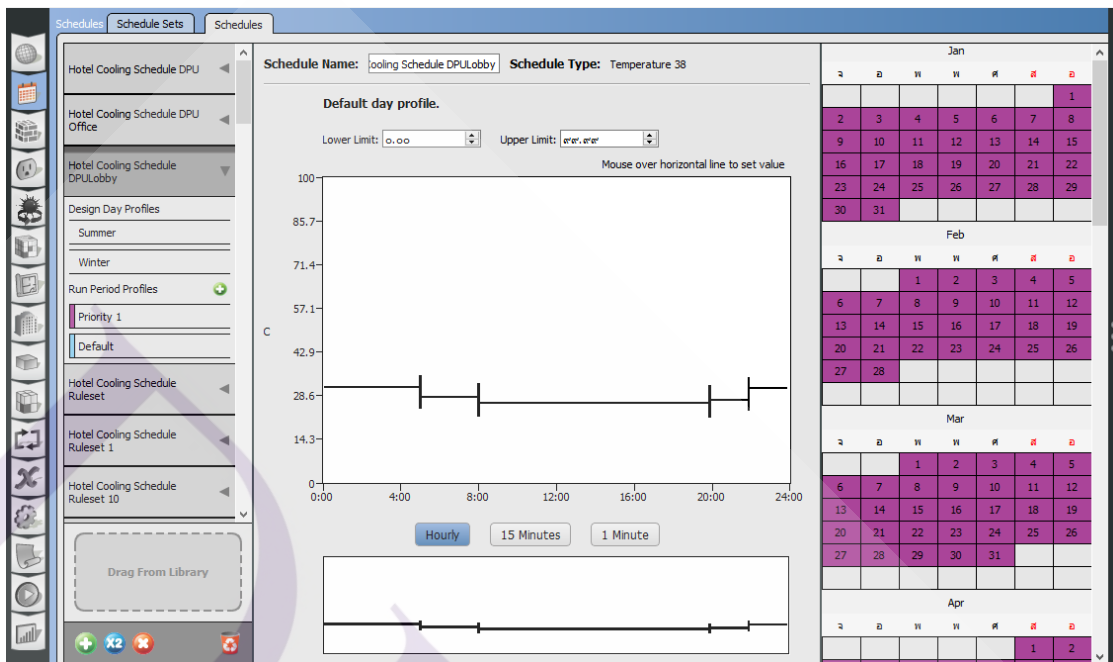 Schedules Schedule Sets Schedules
Hotel Cooling Schedule DPU
Hotel Cooling Schedule DPU
Office
Hotel Cooling Schedule
DPULobby
Design Day Profiles
Summer
Winter
Run Period Profiles
Priority 1
Default
Hotel Cooling Schedule
Ruleset
Hotel Cooling Schedule
Ruleset 1
Hotel Cooling Schedule
Ruleset 10
Drag From Library
X2
Schedule Name: Cooling Schedule DPULobby Schedule Type: Temperature 38
Default day profile.
Lower Limit: ๐.๐๐ Upper Limit: ๙๙.๙๙
Mouse over horizontal line to set value
100
85.7
71.4
57.1
C
42.9
28.6
14.3
0
0:00 4:00 8:00 12:00 16:00 20:00 24:00
Hourly 15 Minutes 1 Minute
Jan
จ อ พ พ ศ ส อ
1
2 3 4 5 6 7 8
9 10 11 12 13 14 15
16 17 18 19 20 21 22
23 24 25 26 27 28 29
30 31
Feb
จ อ พ พ ศ ส อ
1 2 3 4 5
6 7 8 9 10 11 12
13 14 15 16 17 18 19
20 21 22 23 24 25 26
27 28
Mar
จ อ พ พ ศ ส อ
1 2 3 4 5
6 7 8 9 10 11 12
13 14 15 16 17 18 19
20 21 22 23 24 25 26
27 28 29 30 31
Apr
จ อ พ พ ศ ส อ
1 2